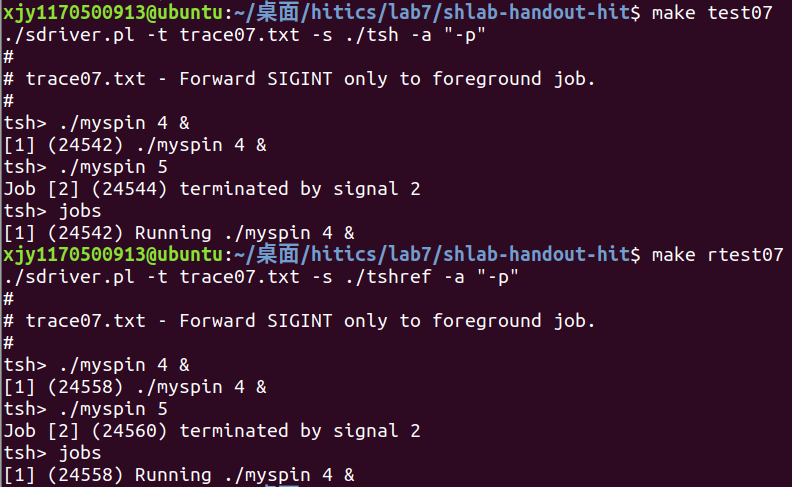 xjy1170500913@ubuntu:~/桌面/hitics/lab7/shlab-handout-hit$ make test07
./sdriver.pl -t trace07.txt -s ./tsh -a "-p"
#
# trace07.txt - Forward SIGINT only to foreground job.
#
tsh> ./myspin 4 &
[1] (24542) ./myspin 4 &
tsh> ./myspin 5
Job [2] (24544) terminated by signal 2
tsh> jobs
[1] (24542) Running ./myspin 4 &
xjy1170500913@ubuntu:~/桌面/hitics/lab7/shlab-handout-hit$ make rtest07
./sdriver.pl -t trace07.txt -s ./tshref -a "-p"
#
# trace07.txt - Forward SIGINT only to foreground job.
#
tsh> ./myspin 4 &
[1] (24558) ./myspin 4 &
tsh> ./myspin 5
Job [2] (24560) terminated by signal 2
tsh> jobs
[1] (24558) Running ./myspin 4 &